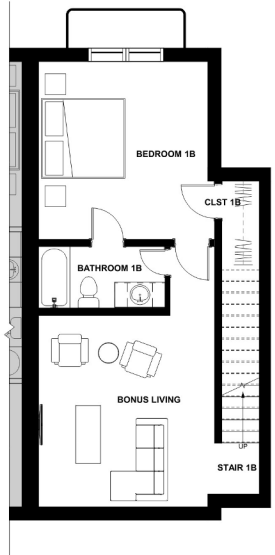 BEDROOM 1B
CLST 1B
BATHROOM 1B
BONUS LIVING
UP
STAIR 1B